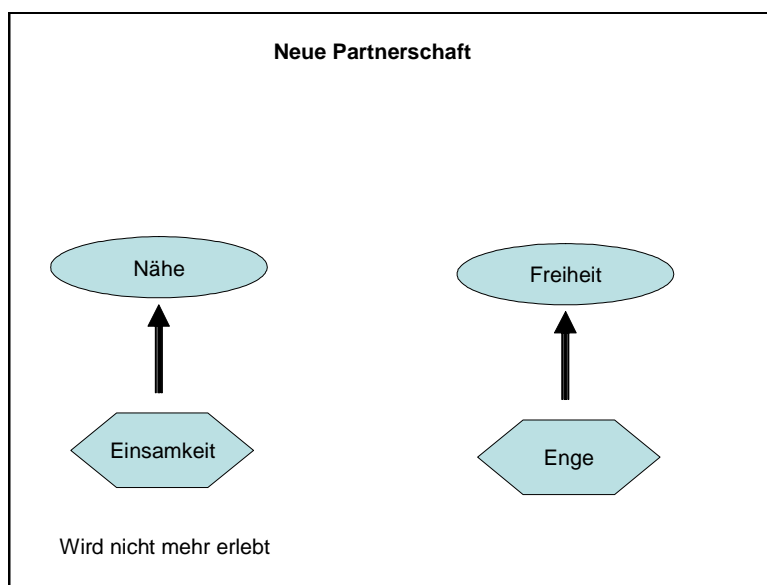 Neue Partnerschaft
Nähe
Freiheit
Einsamkeit
Enge
Wird nicht mehr erlebt